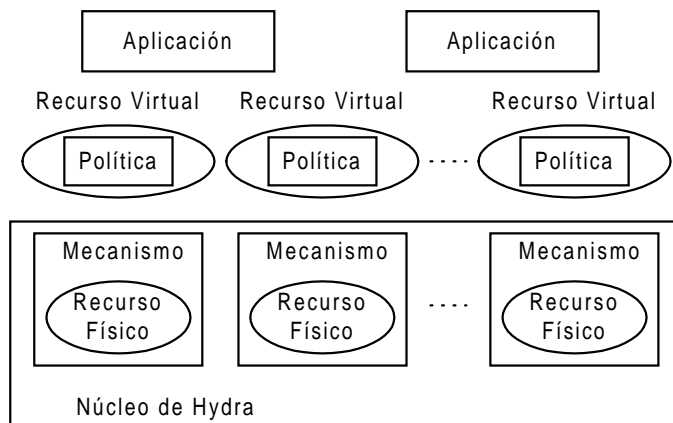 Aplicación
Aplicación
Recurso Virtual
Recurso Virtual
Recurso Virtual
Política
Política
....
Política
Mecanismo
Mecanismo
Mecanismo
Recurso
Físico
Recurso
Físico
....
Recurso
Físico
Núcleo de Hydra